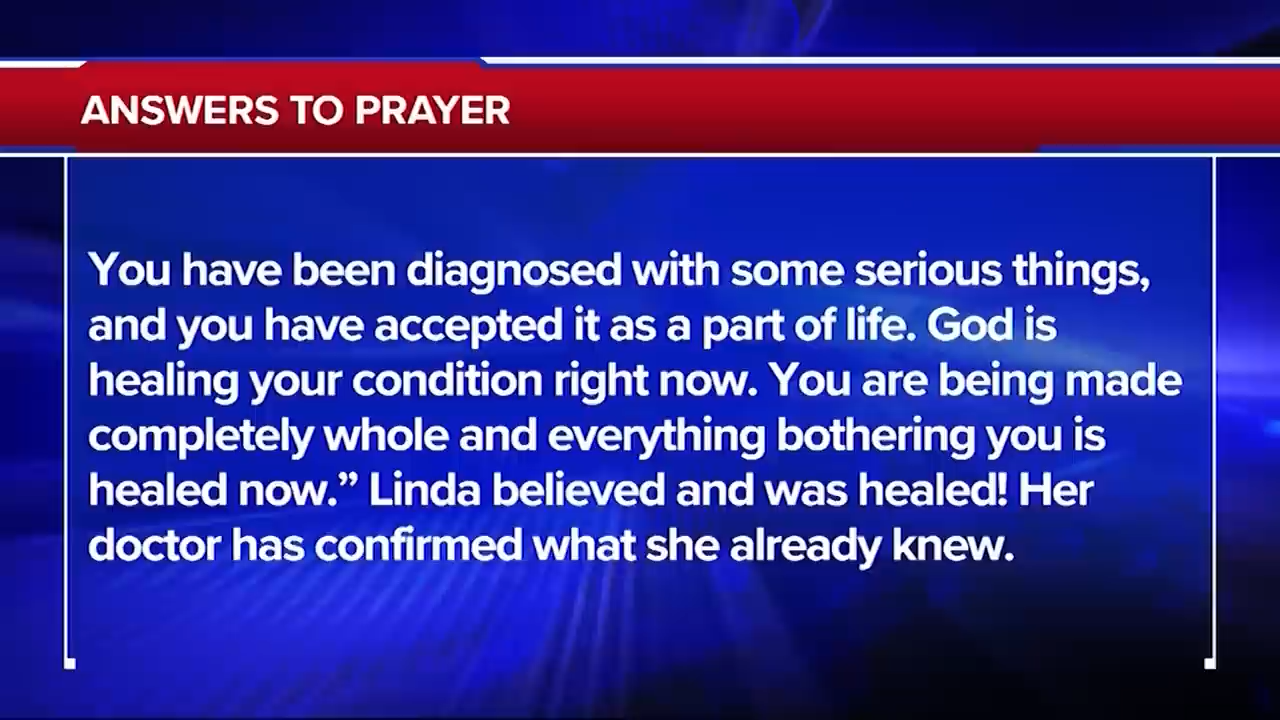 ANSWERS TO PRAYER
You have been diagnosed with some serious things,
and you have accepted it as a part of life. God is
healing your condition right now. You are being made
completely whole and everything bothering you is
healed now.” Linda believed and was healed! Her
doctor has confirmed what she already knew.